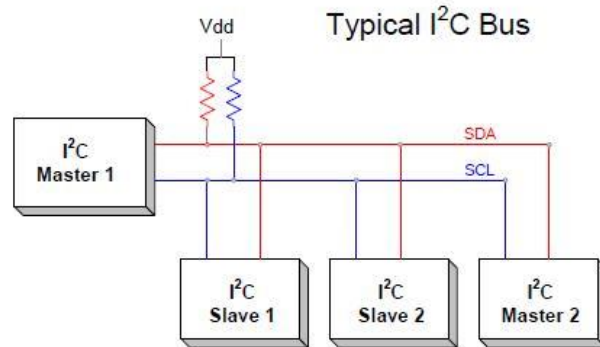 Typical I²C Bus
Vdd
SDA
I²C
Master 1
SCL
I²C
Slave 1
I²C
Slave 2
I²C
Master 2